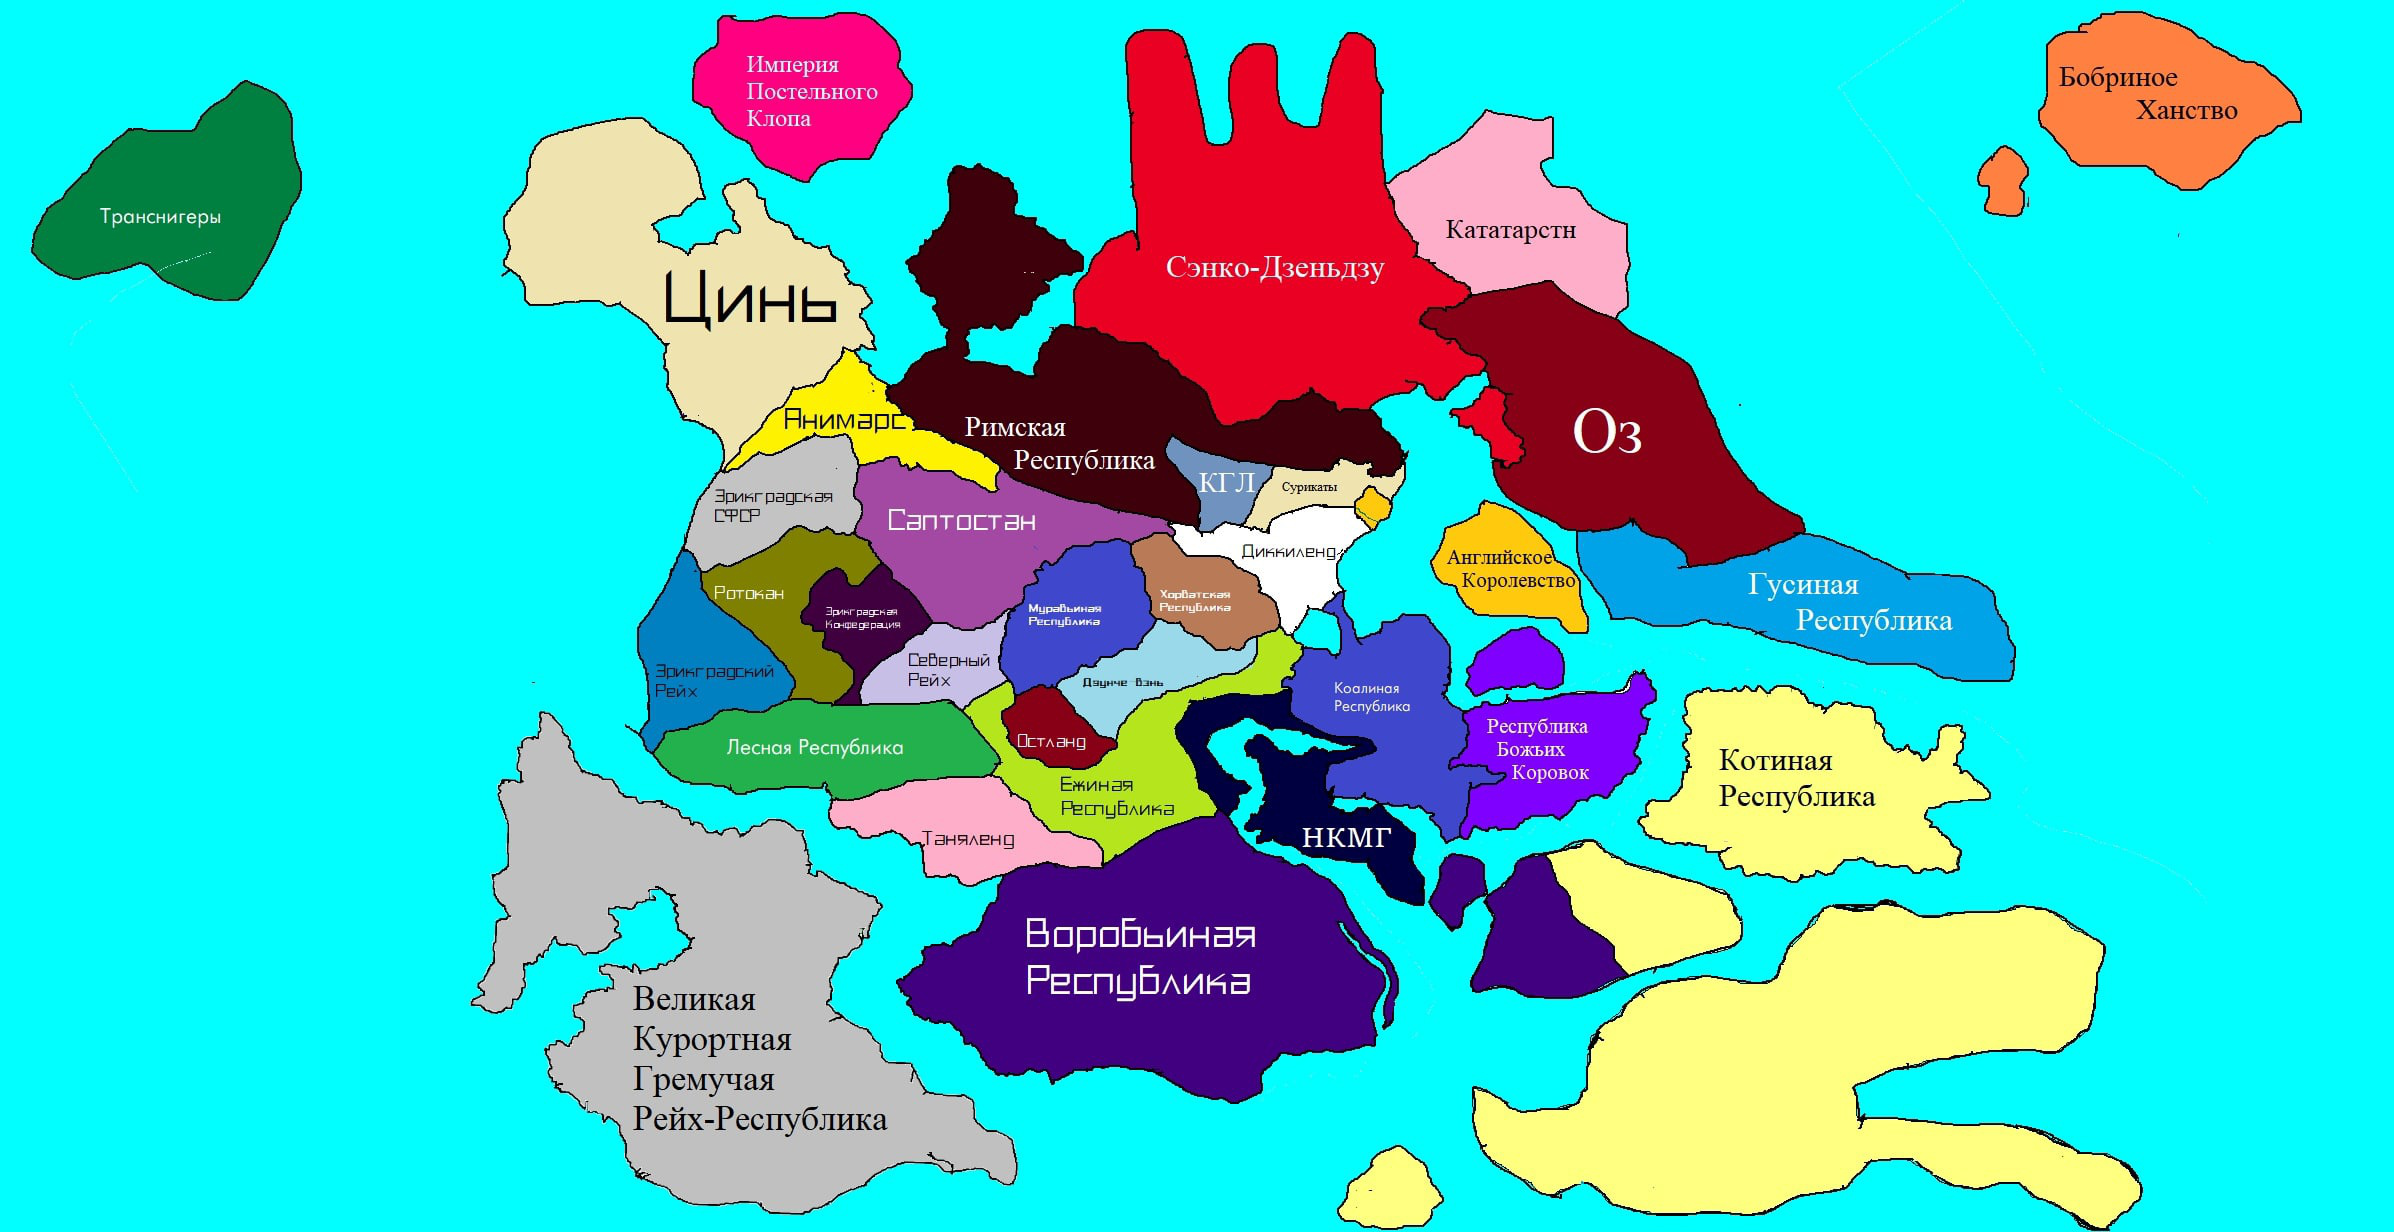 Империя
Постельного
Клопа
Бобриное
Ханство
Транснигеры
Кататарстн
Сэнко-Дзеньдзу
Цинь
Анимарс
Римская
Республика
Оз
КГЛ
Сурикаты
Эрикградская
СФСР
Саптостан
Диккиленд
Английское
Королевство
Гусиная
Республика
Ротокан
Эрикградская
Конфедерация
Муравьиная
Республика
Хорватская
Республика
Эрикградский
Рейх
Северный
Рейх
Дзунче-Вэнь
Коалиная
Республика
Республика
Божьих
Коровок
Лесная Республика
Остланд
Котиная
Республика
Ежиная
Республика
Таняленд
НКМГ
Воробьиная
Республика
Великая
Курортная
Гремучая
Рейх-Республика